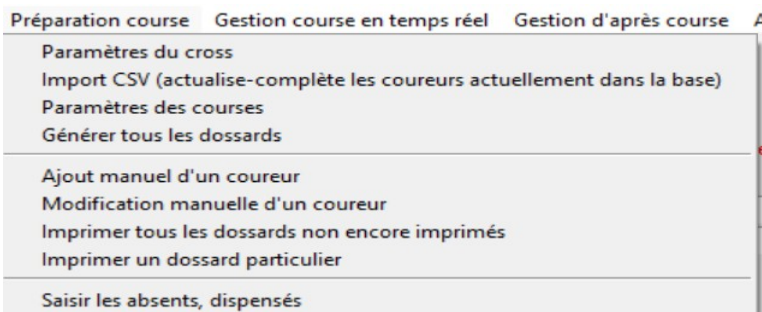 Préparation course Gestion course en temps réel Gestion d'après course
Paramètres du cross
Import CSV (actualise-complète les coureurs actuellement dans la base)
Paramètres des courses
Générer tous les dossards
Ajout manuel d'un coureur
Modification manuelle d'un coureur
Imprimer tous les dossards non encore imprimés
Imprimer un dossard particulier
Saisir les absents, dispensés